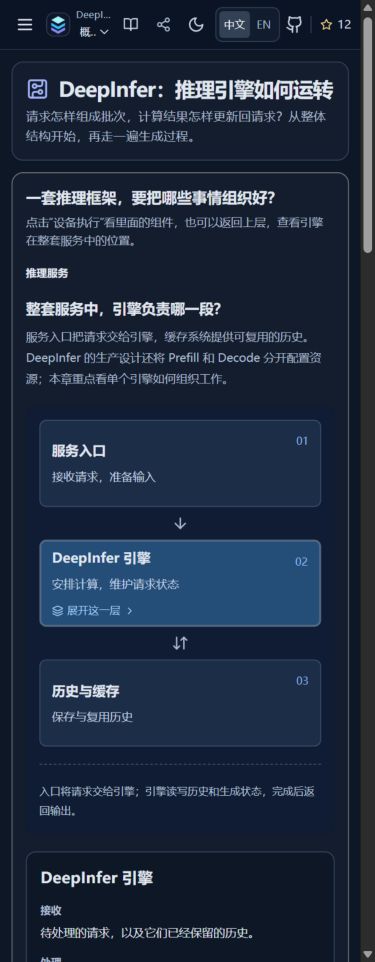 DeepI...
概..
中文
EN
12
DeepInfer：推理引擎如何运转
请求怎样组成批次，计算结果怎样更新回请求？从整体
结构开始，再走一遍生成过程。
一套推理框架，要把哪些事情组织好？
点击“设备执行”看里面的组件，也可以返回上层，查看引擎
在整套服务中的位置。
推理服务
整套服务中，引擎负责哪一段？
服务入口把请求交给引擎，缓存系统提供可复用的历史。
DeepInfer 的生产设计还将 Prefill 和 Decode 分开配置资
源；本章重点看单个引擎如何组织工作。
服务入口
01
接收请求，准备输入
DeepInfer 引擎
02
安排计算，维护请求状态
展开这一层
历史与缓存
03
保存与复用历史
入口将请求交给引擎；引擎读写历史和生成状态，完成后返
回输出。
DeepInfer 引擎
接收
待处理的请求，以及它们已经保留的历史。
处理